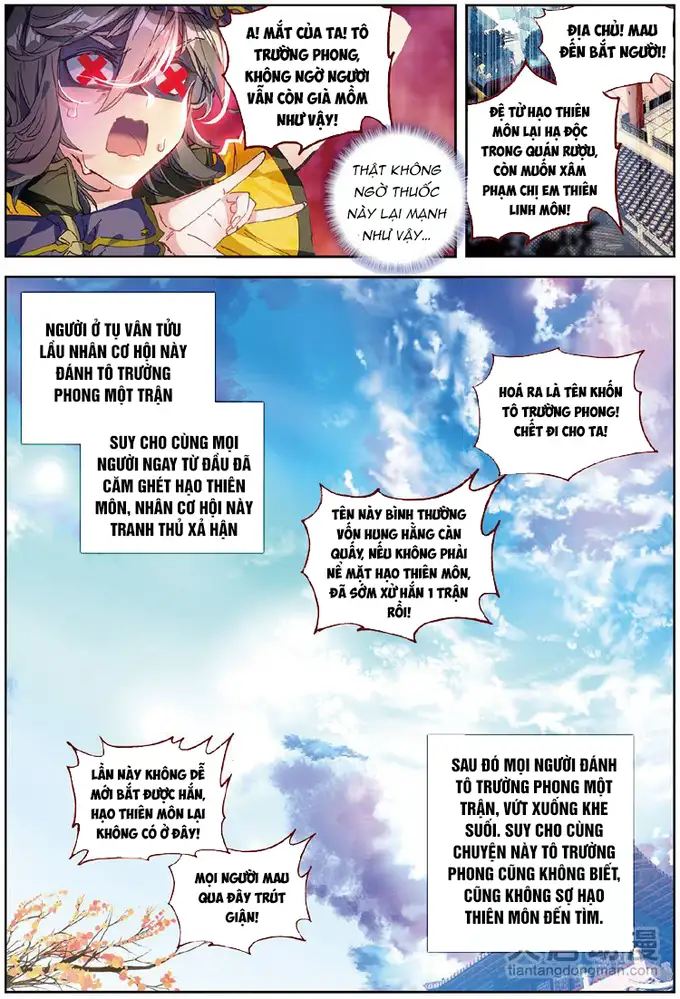 A! MẮT CỦA TA! TÔ
TRƯỜNG PHONG,
KHÔNG NGỜ NGƯỜI
VẪN CÒN GIÀ MỒM
NHƯ VẬY!
THẬT KHÔNG
NGỜ THUỐC
NÀY LẠI MẠNH
NHƯ VẬY...
ĐỊA CHỦ! MAU
ĐẾN BẮT NGƯỜI!
ĐỆ TỬ HẠO THIÊN
MÔN LẠI HẠ ĐỘC
TRONG QUÁN RƯỢU,
CÒN MUỐN XÂM
PHẠM CHỊ EM THIÊN
LINH MÔN!
NGƯỜI Ở TỤ VÂN TỬU
LẦU NHÂN CƠ HỘI NÀY
ĐÁNH TÔ TRƯỜNG
PHONG MỘT TRẬN
SUY CHO CÙNG MỌI
NGƯỜI NGAY TỪ ĐẦU ĐÃ
CĂM GHÉT HẠO THIÊN
MÔN, NHÂN CƠ HỘI NÀY
TRANH THỦ XẢ HẬN
HOÁ RA LÀ TÊN KHỐN
TÔ TRƯỜNG PHONG!
CHẾT ĐI CHO TA!
TÊN NÀY BÌNH THƯỜNG
VỐN HUNG HẰNG CÀN
QUẤY, NẾU KHÔNG PHẢI
NỂ MẶT HẠO THIÊN MÔN,
ĐÃ SỚM XỬ HẮN 1 TRẬN
RỒI!
LẦN NÀY KHÔNG DỄ
MỚI BẮT ĐƯỢC HẮN,
HẠO THIÊN MÔN LẠI
KHÔNG CÓ Ở ĐÂY!
MỌI NGƯỜI MAU
QUA ĐÂY TRÚT
GIẬN!
SAU ĐÓ MỌI NGƯỜI ĐÁNH
TÔ TRƯỜNG PHONG MỘT
TRẬN, VỨT XUỐNG KHE
SUỐI. SUY CHO CÙNG
CHUYỆN NÀY TÔ TRƯỜNG
PHONG CŨNG KHÔNG BIẾT,
CŨNG KHÔNG SỢ HẠO
THIÊN MÔN ĐẾN TÌM.
tiantangdongman.com